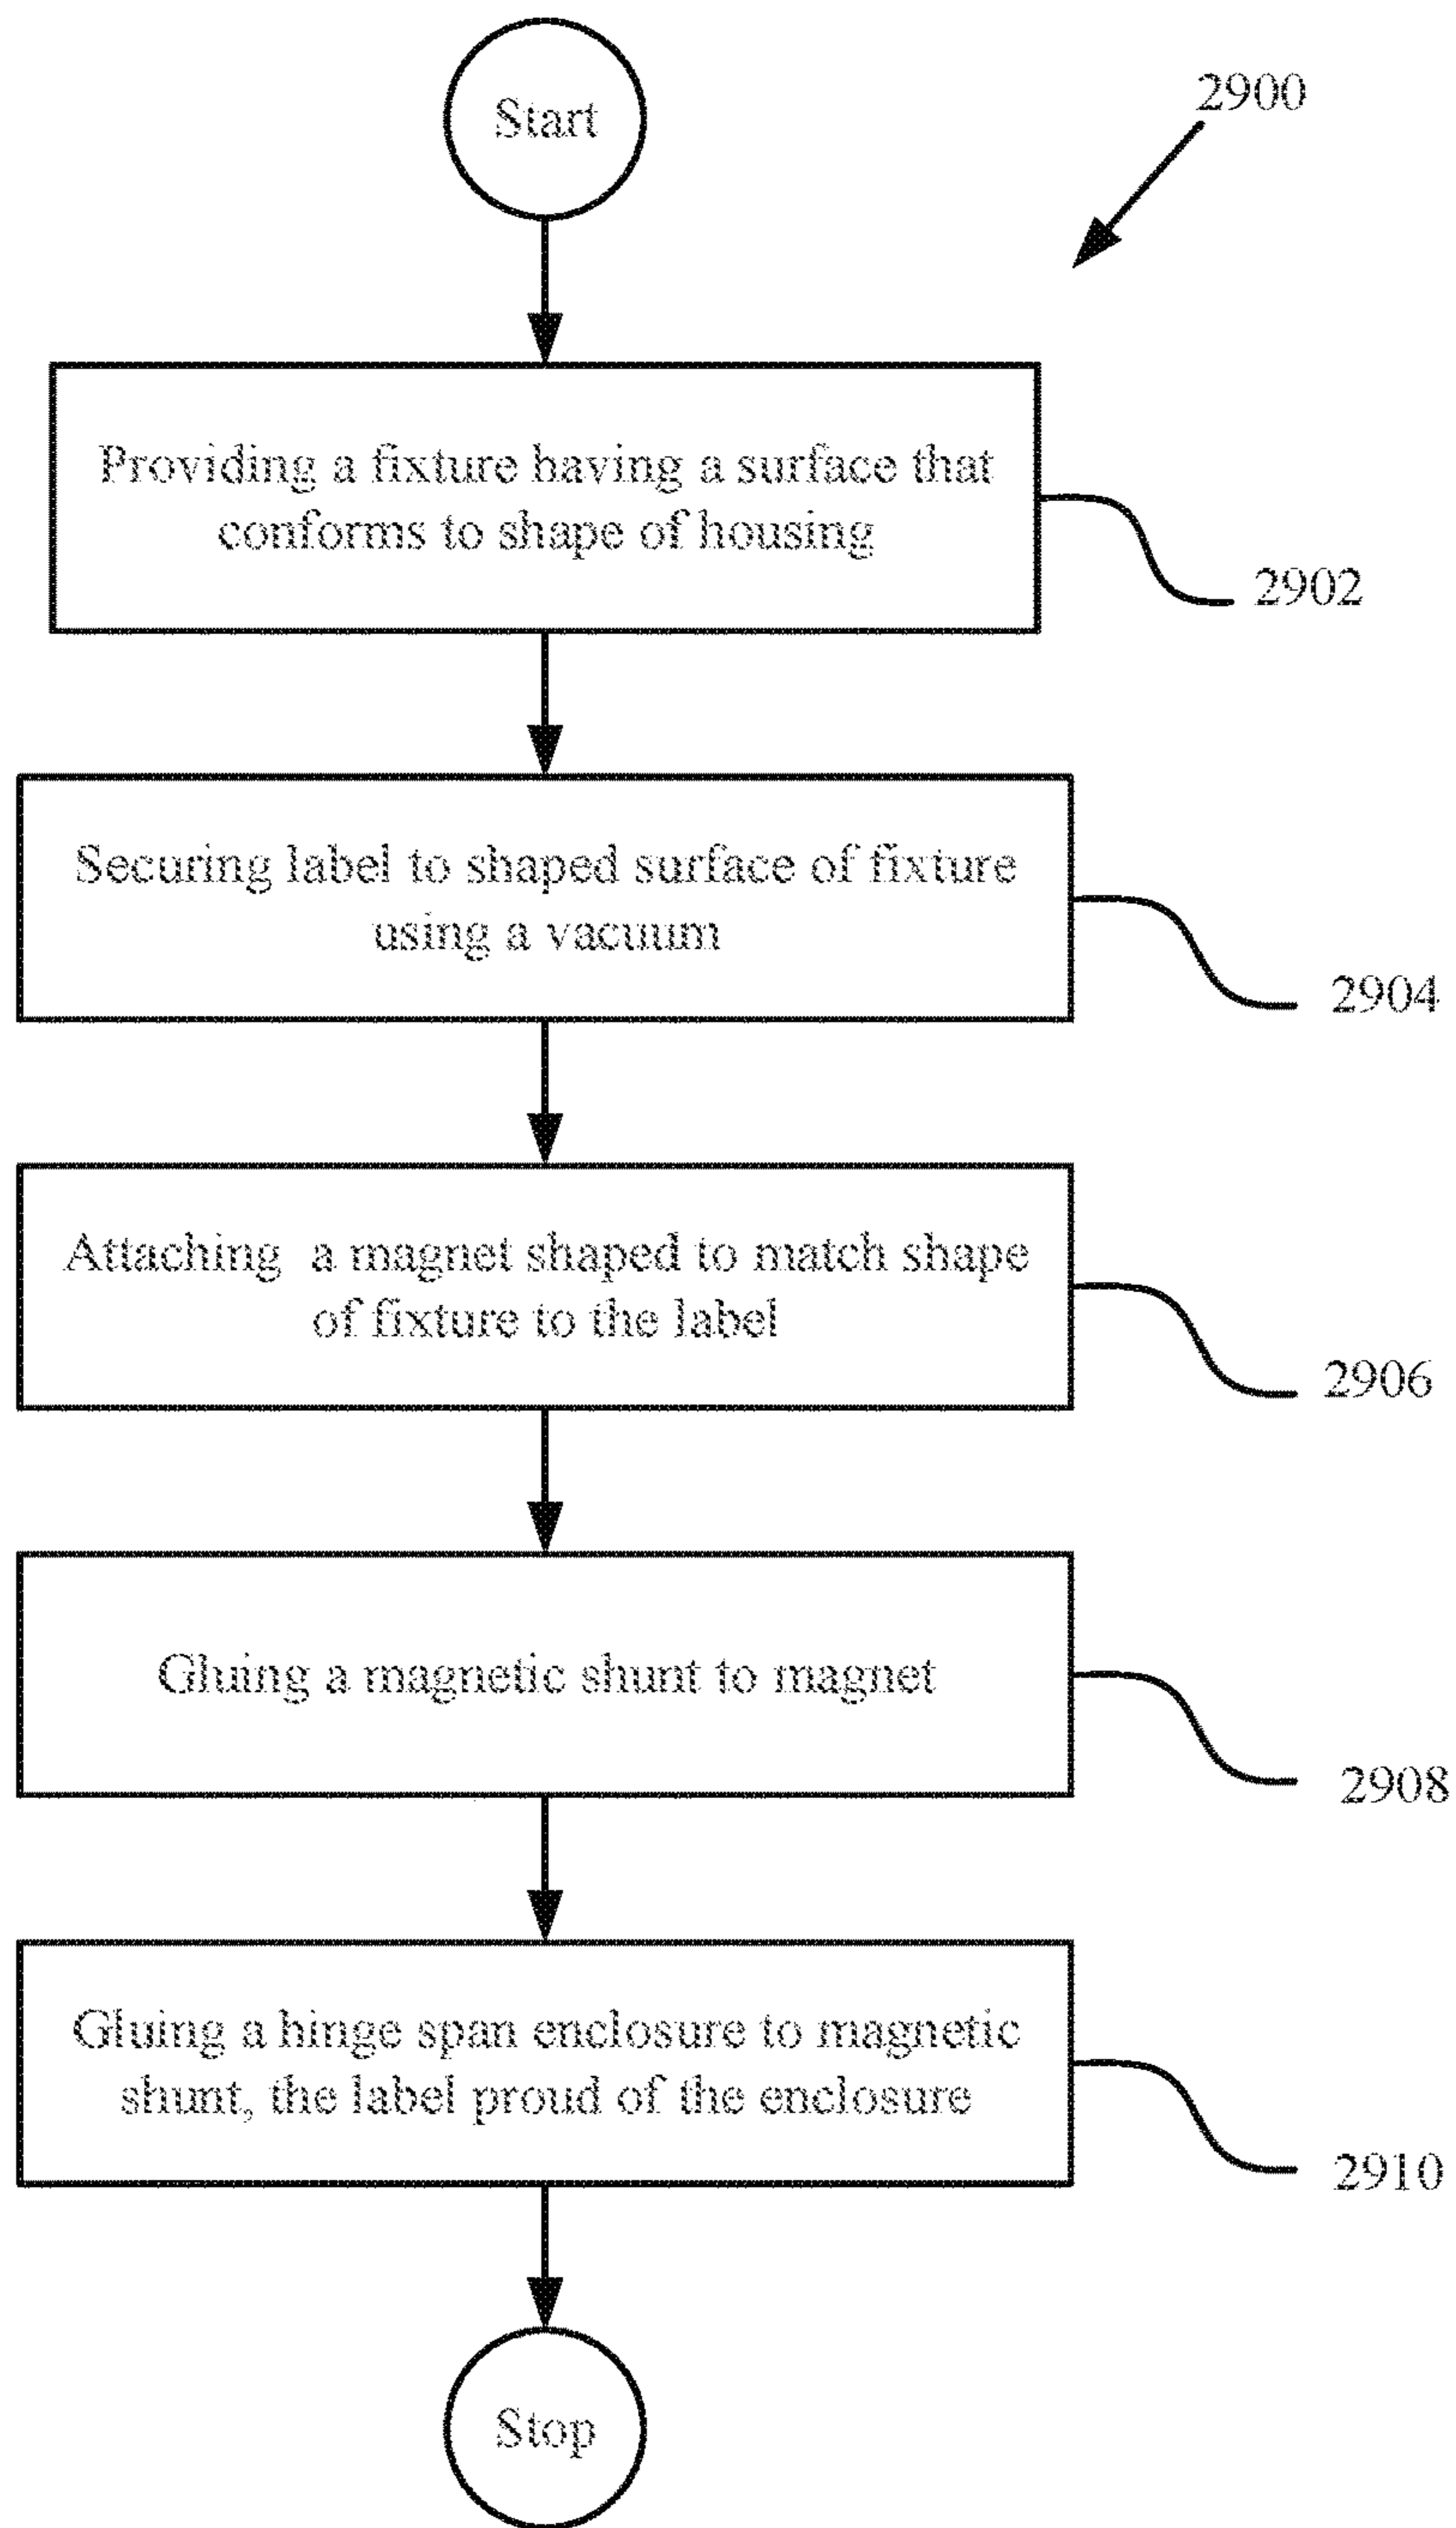 Start
2900
Providing a fixture having a surface that
conforms to shape of housing
2902
Securing label to shaped surface of fixture
using a vacuum
2904
Attaching a magnet shaped to match shape
of fixture to the label
2906
Gluing a magnetic shunt to magnet
2908
Gluing a hinge span enclosure to magnetic
shunt, the label proud of the enclosure
2910
Stop